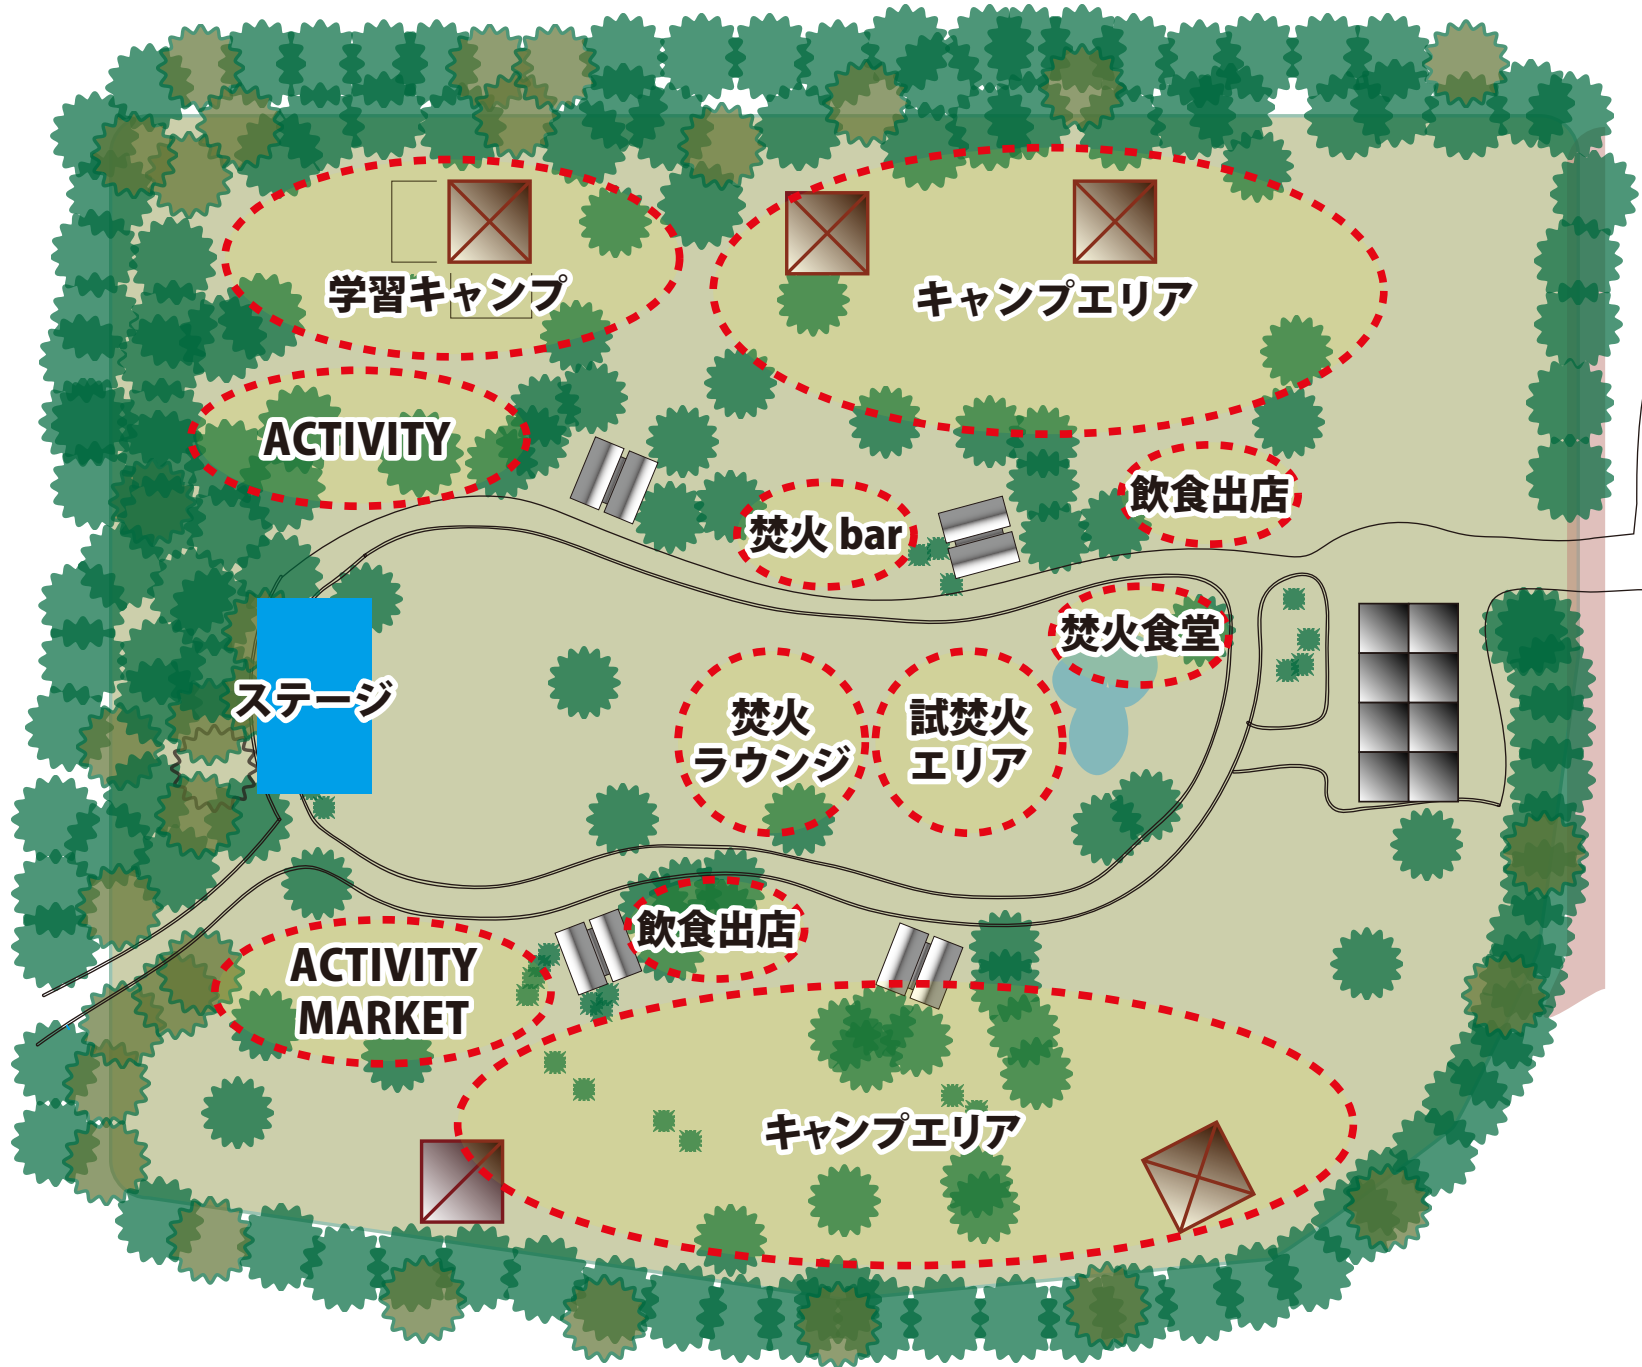 学習キャンプ
キャンプエリア
ACTIVITY
飲食出店
焚火 bar
焚火食堂
ステージ
焚火
ラウンジ
試焚火
エリア
飲食出店
ACTIVITY
MARKET
キャンプエリア